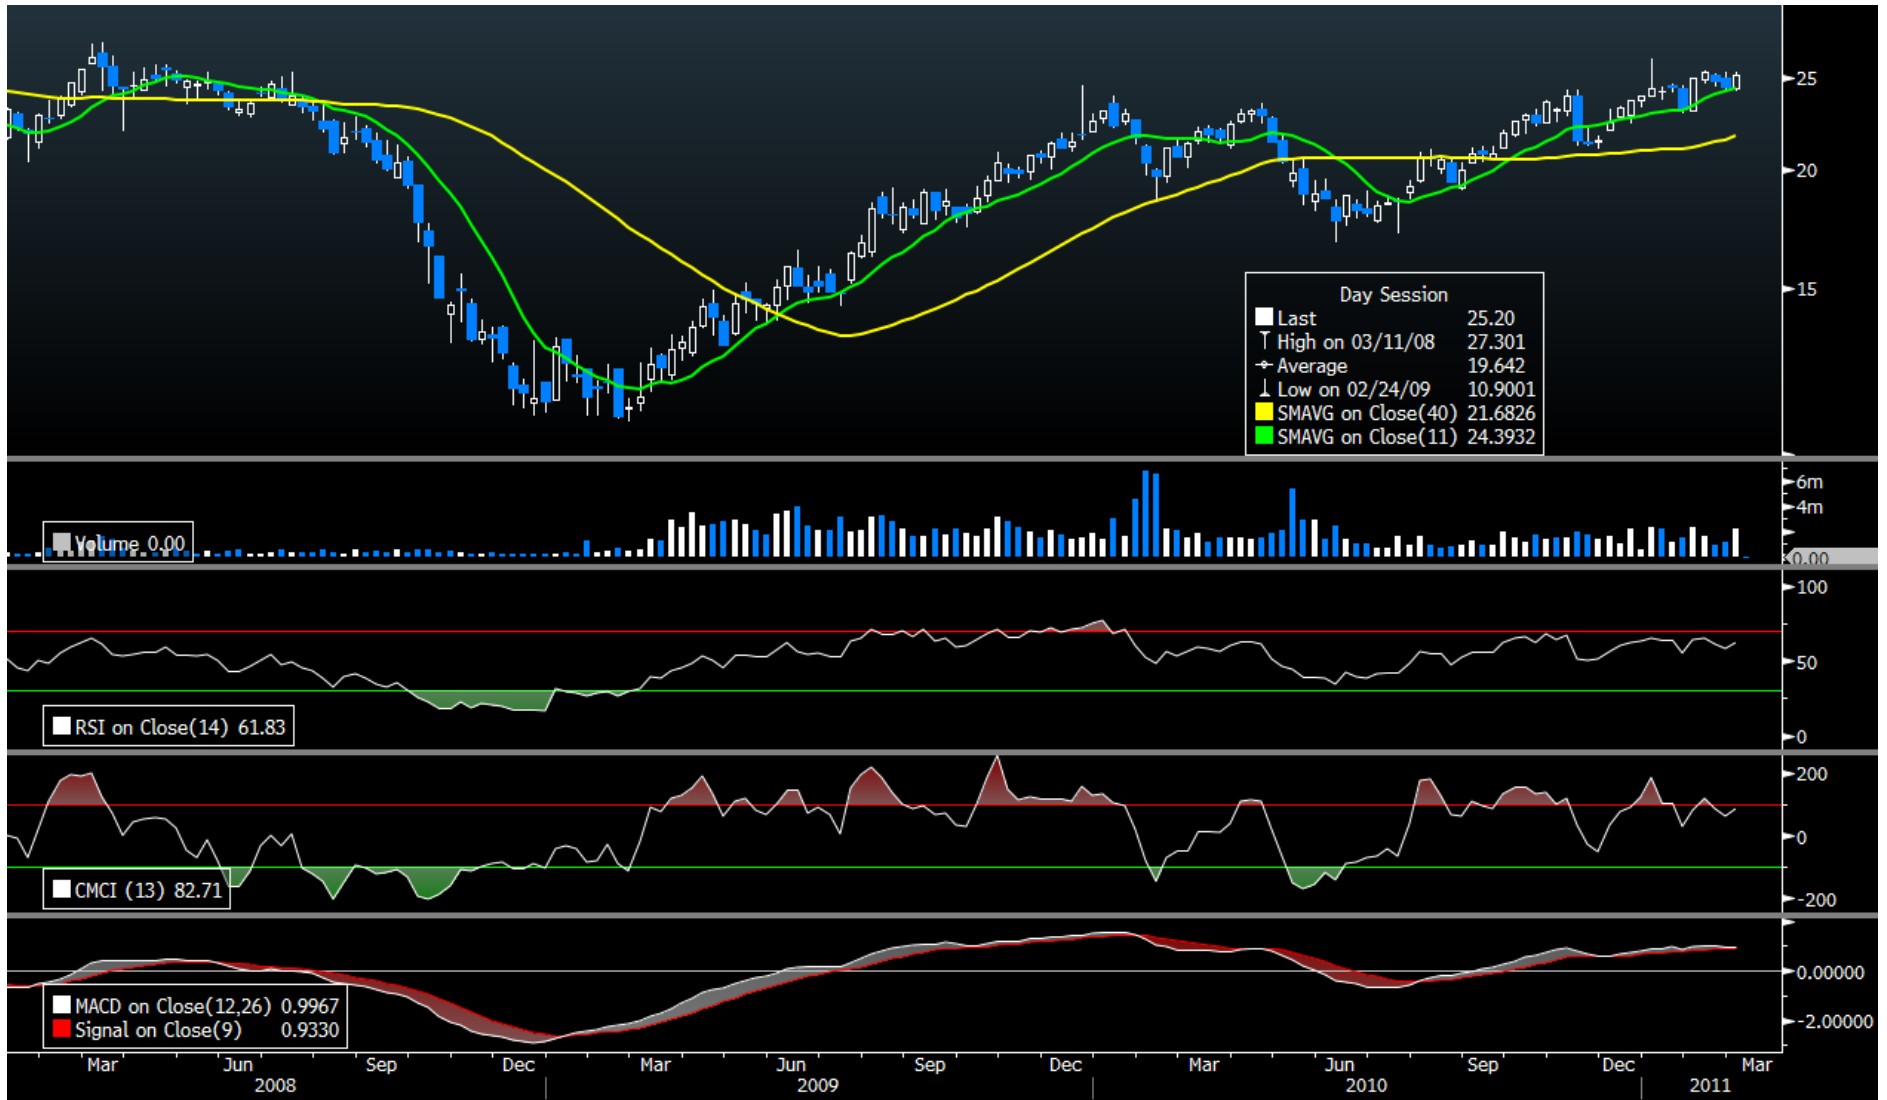 25
20
15
Day Session
Last 25.20
High on 03/11/08 27.301
Average 19.642
Low on 02/24/09 10.9001
SMAVG on Close(40) 21.6826
SMAVG on Close(11) 24.3932
6m
4m
Volume 0.00
0.00
100
50
0
RSI on Close(14) 61.83
200
0
-200
CMCI (13) 82.71
0.00000
-2.00000
MACD on Close(12,26) 0.9967
Signal on Close(9) 0.9330
Mar Jun Sep Dec Mar Jun Sep Dec Mar Jun Sep Dec Mar
2008 2009 2010 2011